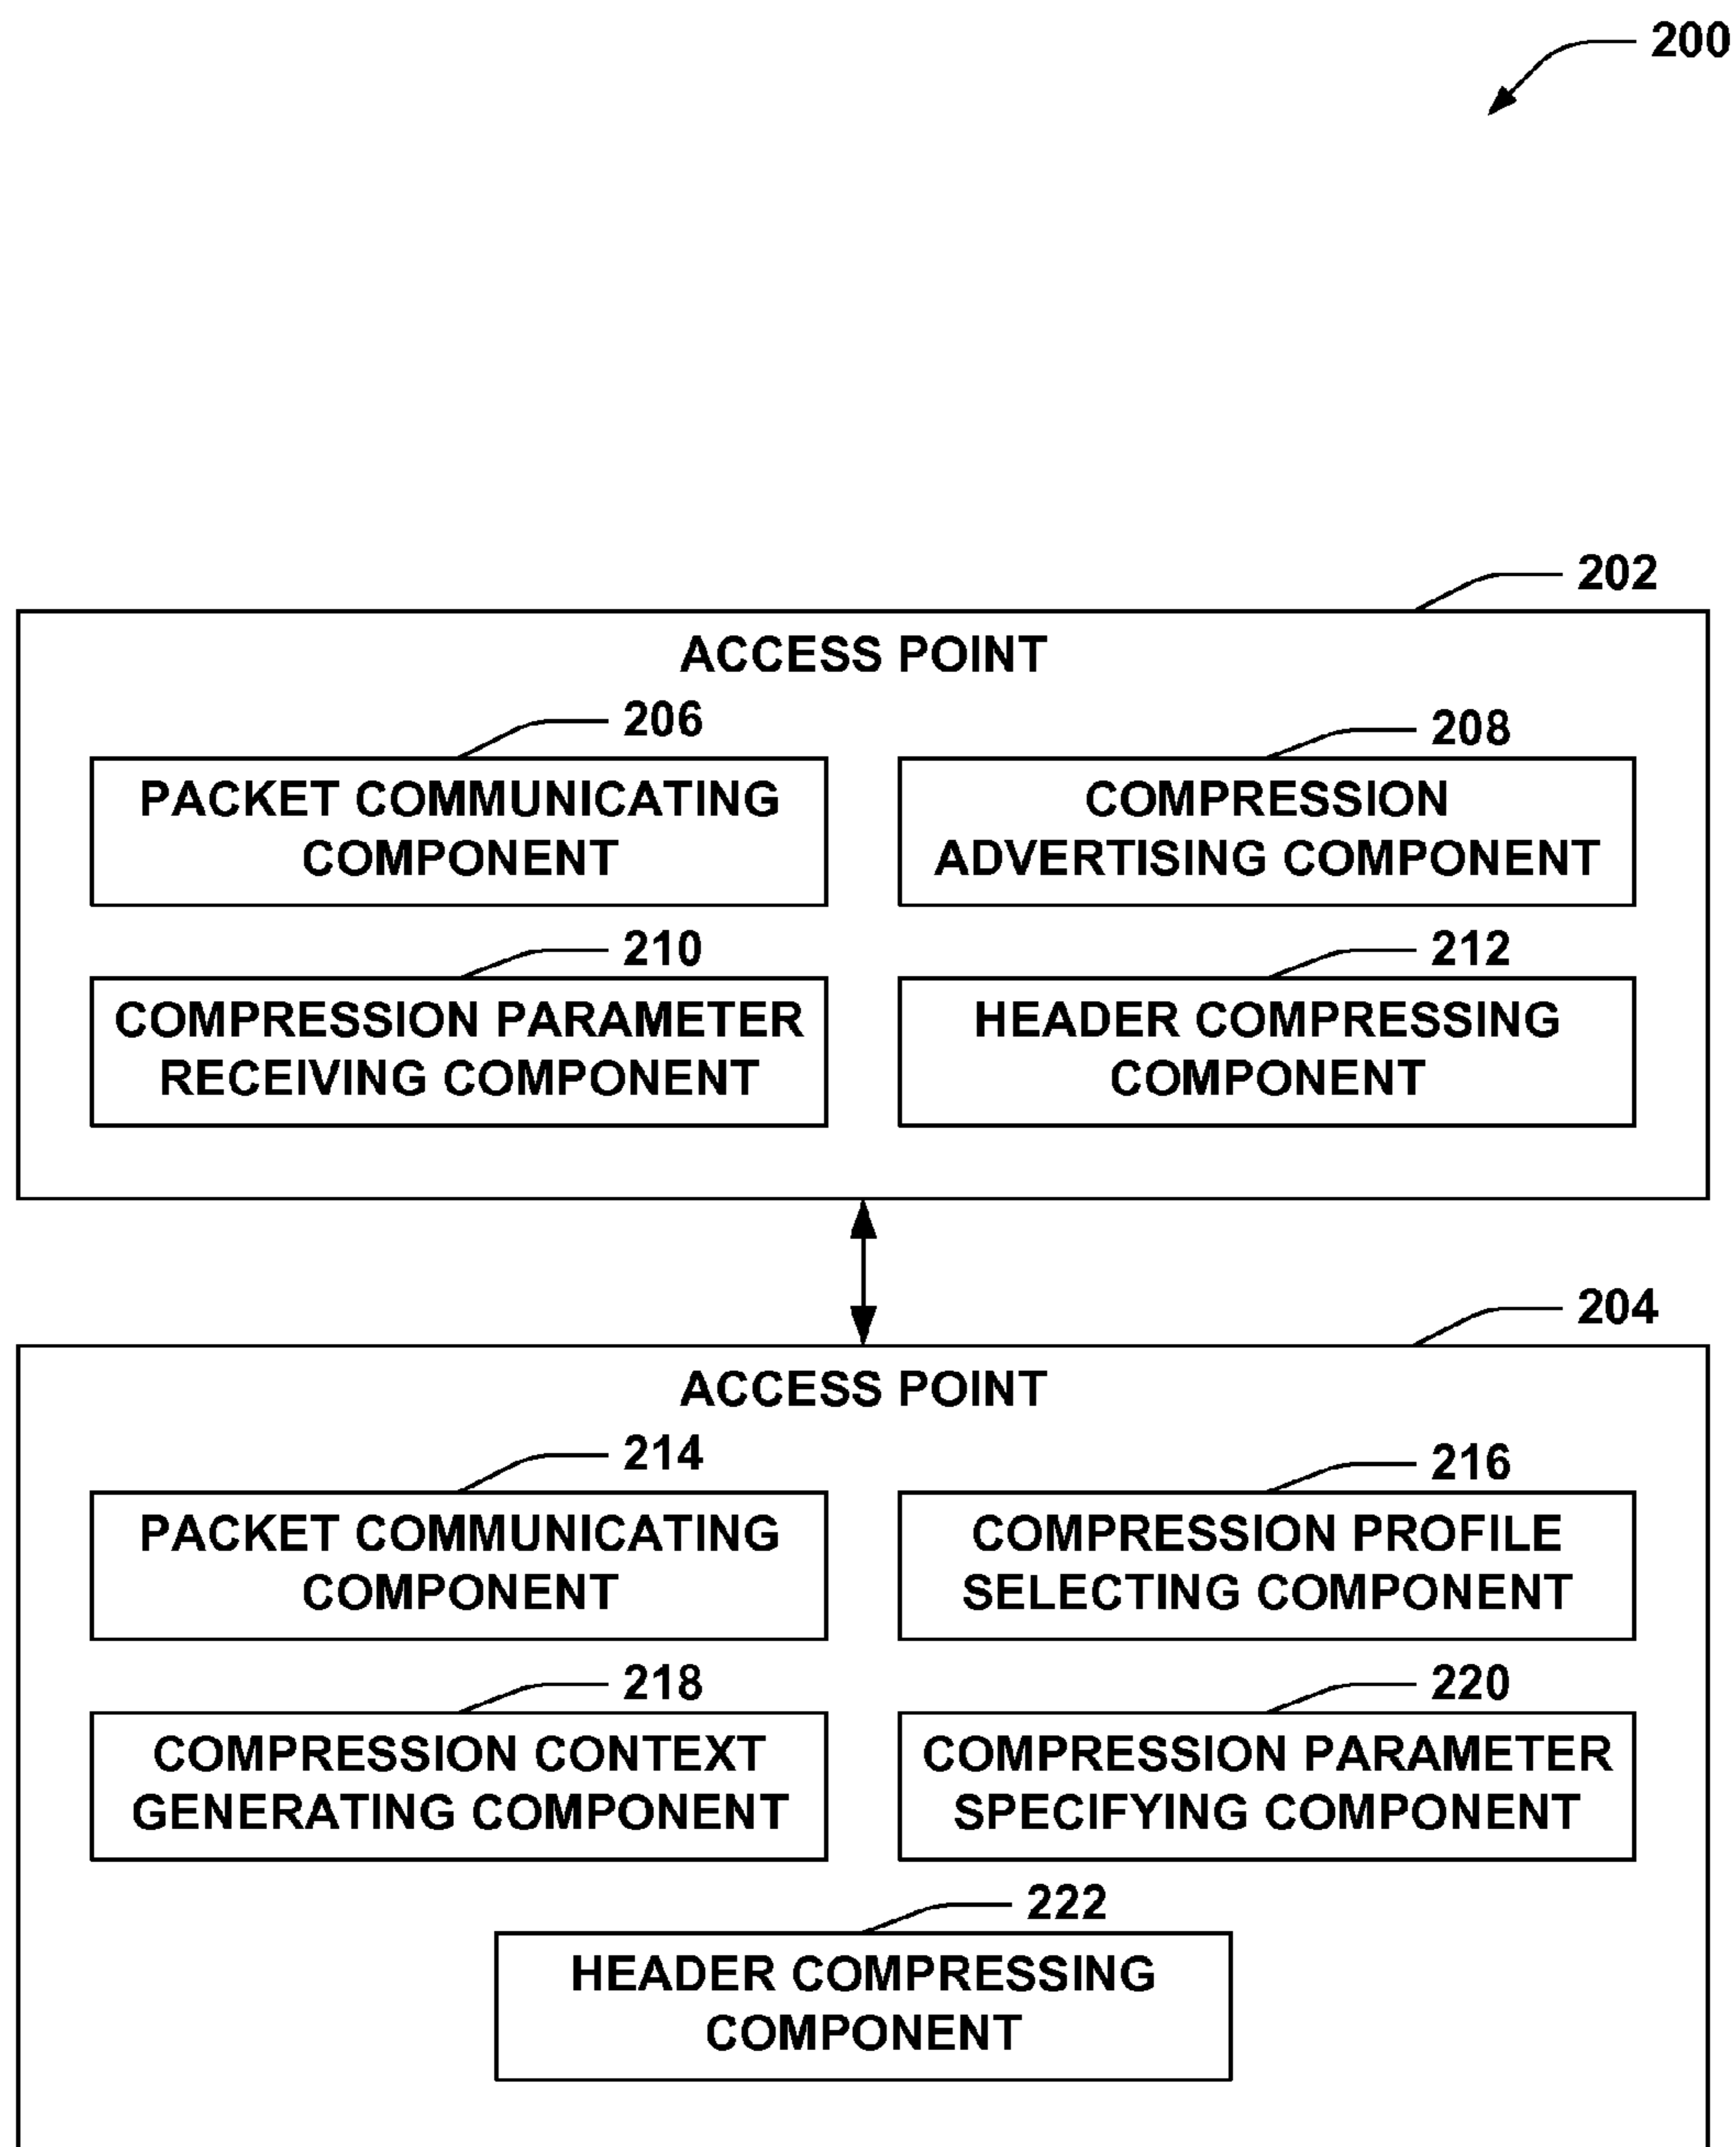 200
202
ACCESS POINT
206
208
PACKET COMMUNICATING
COMPONENT
COMPRESSION
ADVERTISING COMPONENT
210
212
COMPRESSION PARAMETER
RECEIVING COMPONENT
HEADER COMPRESSING
COMPONENT
204
ACCESS POINT
214
216
PACKET COMMUNICATING
COMPONENT
COMPRESSION PROFILE
SELECTING COMPONENT
218
220
COMPRESSION CONTEXT
GENERATING COMPONENT
COMPRESSION PARAMETER
SPECIFYING COMPONENT
222
HEADER COMPRESSING
COMPONENT